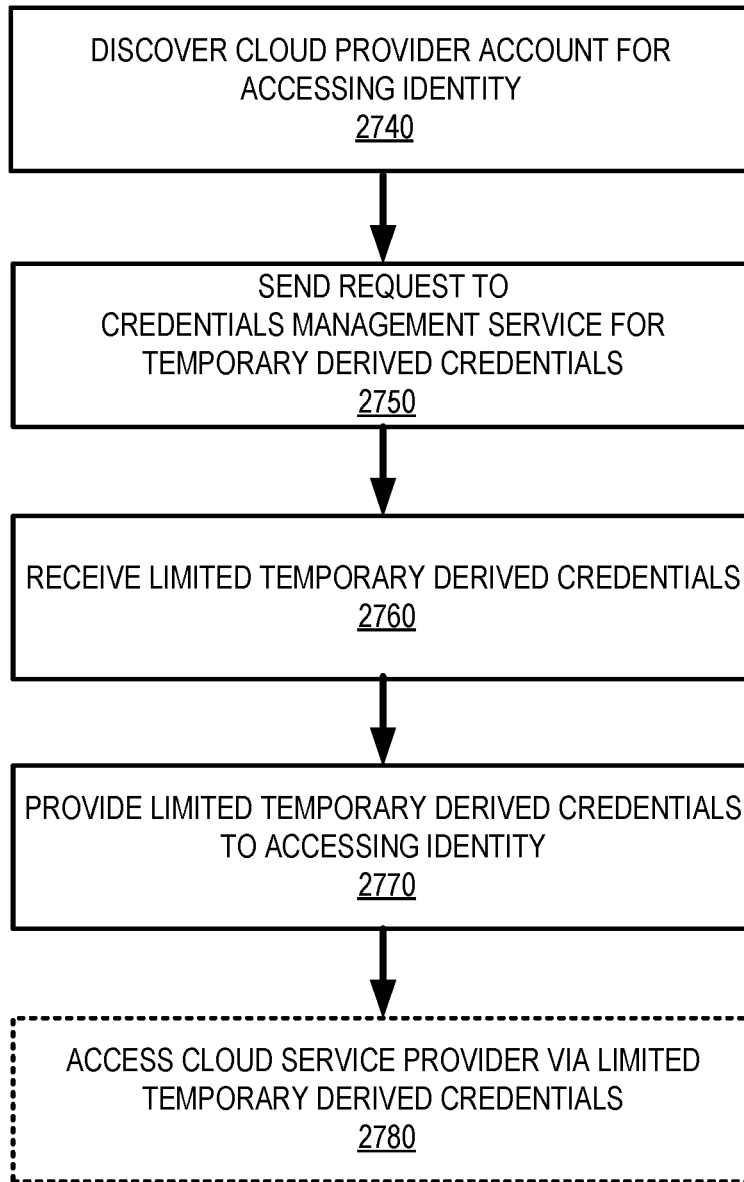 DISCOVER CLOUD PROVIDER ACCOUNT FOR
ACCESSING IDENTITY
2740
SEND REQUEST TO
CREDENTIALS MANAGEMENT SERVICE FOR
TEMPORARY DERIVED CREDENTIALS
2750
RECEIVE LIMITED TEMPORARY DERIVED CREDENTIALS
2760
PROVIDE LIMITED TEMPORARY DERIVED CREDENTIALS
TO ACCESSING IDENTITY
2770
ACCESS CLOUD SERVICE PROVIDER VIA LIMITED
TEMPORARY DERIVED CREDENTIALS
2780